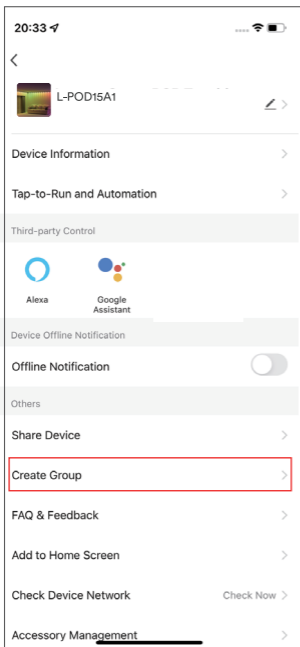 20:33
L-POD15A1
Device Information
Tap-to-Run and Automation
Third-party Control
Alexa
Google
Assistant
Device Offline Notification
Offline Notification
Others
Share Device
Create Group
FAQ & Feedback
Add to Home Screen
Check Device Network Check Now
Accessory Management